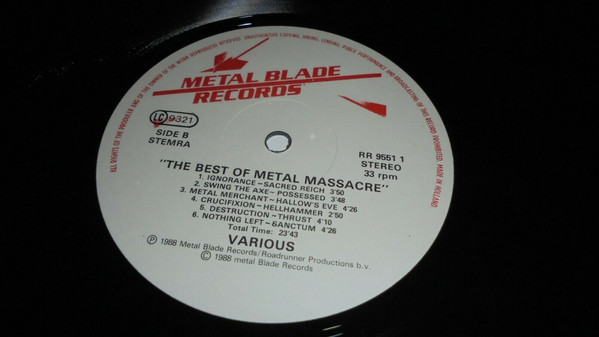 ALL RIGHTS OF THE PRODUCER AND OF THE OWNER OF THE WORK REPRODUCED RESERVED. UNAUTHORISED COPYING, HIRING, LENDING, PUBLIC PERFORMANCE AND BROADCASTING OF THIS RECORD PROHIBITED. MADE IN HOLLAND
METAL BLADE
RECORDS
LC 9321
SIDE B
STEMRA
RR 9551 1
STEREO
33 rpm
"THE BEST OF METAL MASSACRE"
1. IGNORANCE~SACRED REICH 3'50
2. SWING THE AXE~ POSSESSED 3'48
3. METAL MERCHANT~HALLOW'S EVE 4'26
4. CRUCIFIXION~HELLHAMMER 2'50
5. DESTRUCTION~THRUST 4'10
6. NOTHING LEFT~SANCTUM 4'26
Total Time: 23'43
VARIOUS
℗ 1988 Metal Blade Records/Roadrunner Productions b.v.
© 1988 metal Blade Records